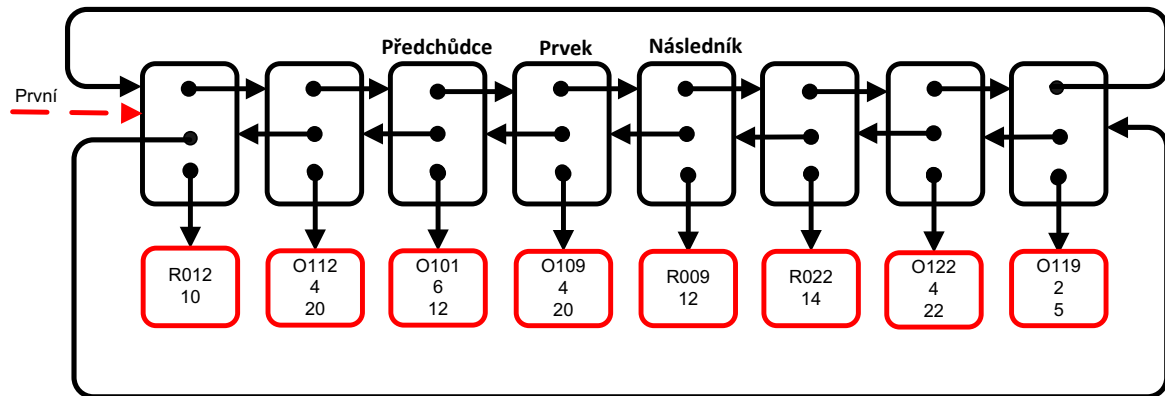 Předchůdce
Prvek
Následník
První
R012
10
O112
4
20
O101
6
12
O109
4
20
R009
12
R022
14
O122
4
22
O119
2
5